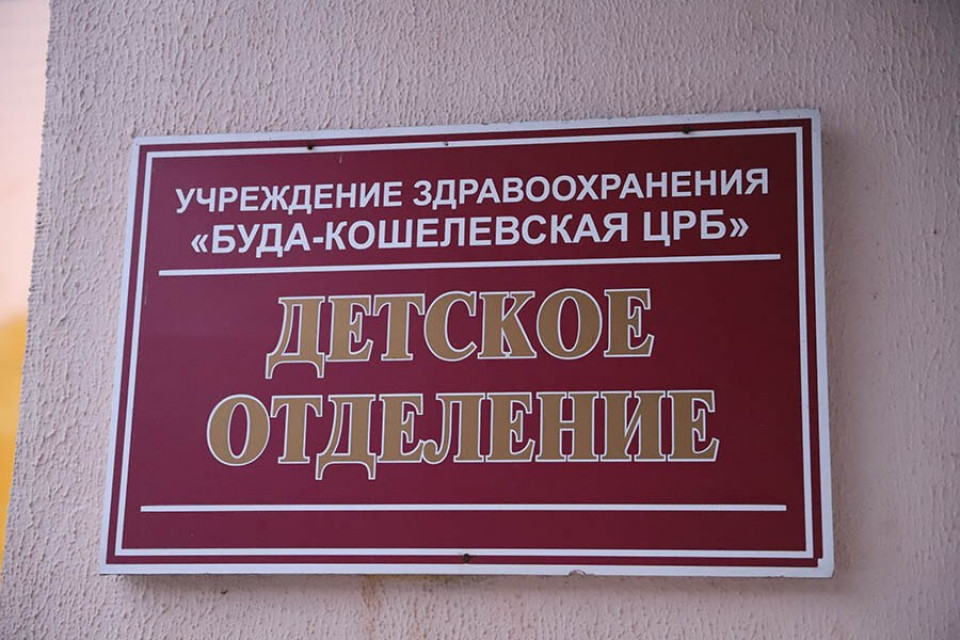 УЧРЕЖДЕНИЕ ЗДРАВООХРАНЕНИЯ
«БУДА-КОШЕЛЕВСКАЯ ЦРБ»
ДЕТСКОЕ
ОТДЕЛЕНИЕ